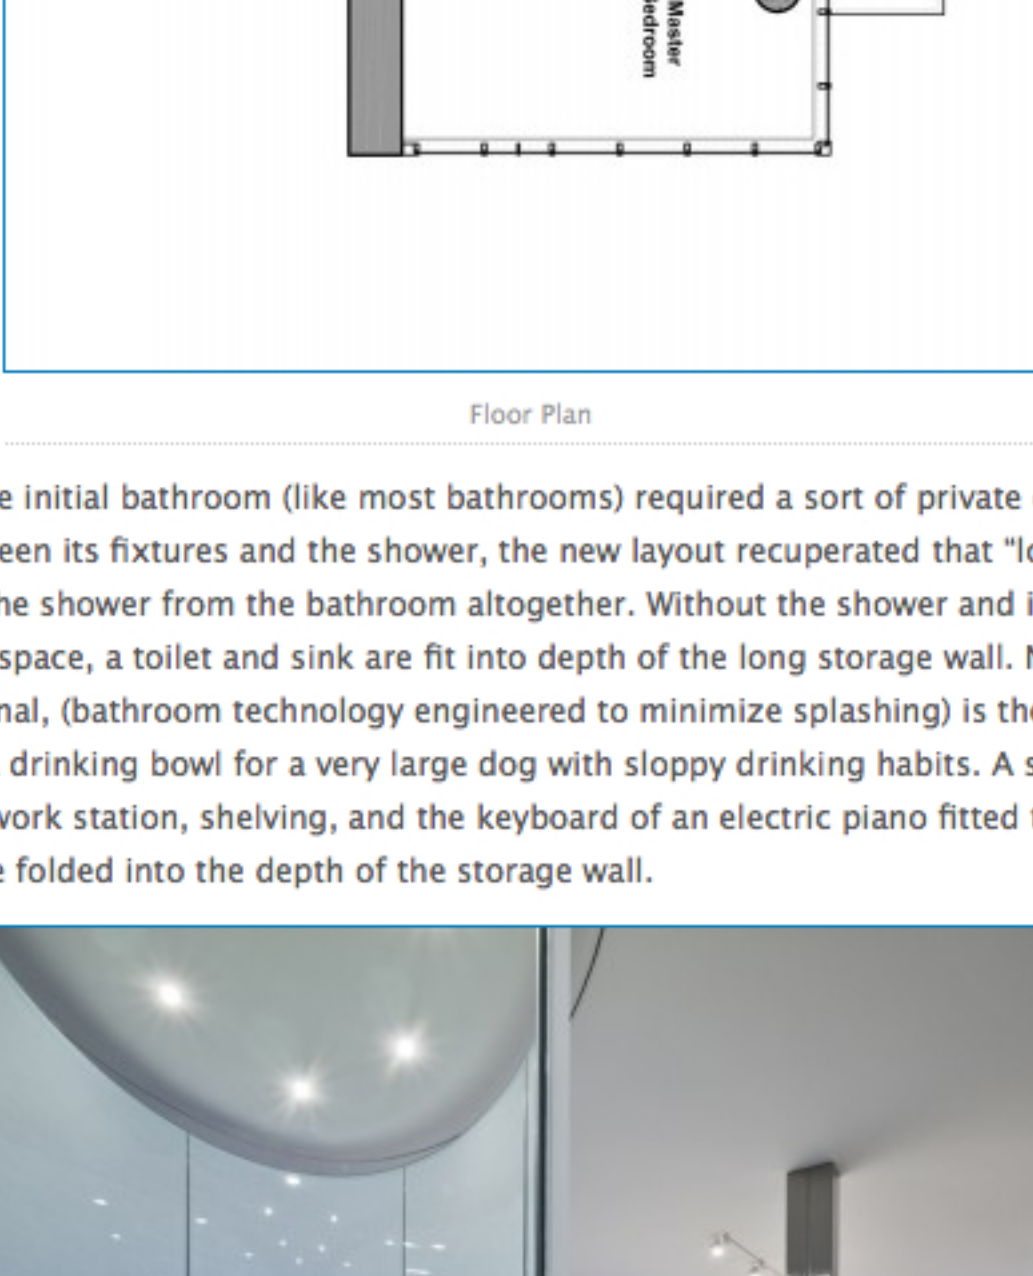 Master
Bedroom
Floor Plan
e initial bathroom (like most bathrooms) required a sort of private
een its fixtures and the shower, the new layout recuperated that “lo
he shower from the bathroom altogether. Without the shower and i
space, a toilet and sink are fit into depth of the long storage wall. N
nal, (bathroom technology engineered to minimize splashing) is the
drinking bowl for a very large dog with sloppy drinking habits. A s
work station, shelving, and the keyboard of an electric piano fitted
e folded into the depth of the storage wall.